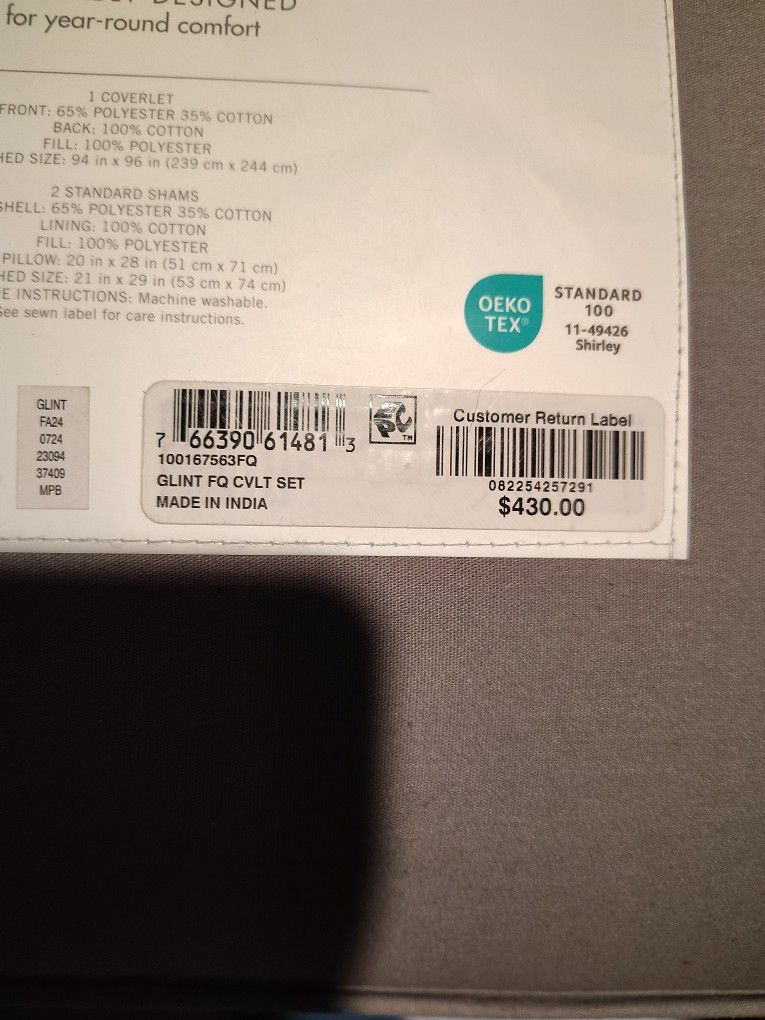 DESIGNED
for year-round comfort
1 COVERLET
FRONT: 65% POLYESTER 35% COTTON
BACK: 100% COTTON
FILL: 100% POLYESTER
HED SIZE: 94 in x 96 in (239 cm x 244 cm)
2 STANDARD SHAMS
SHELL: 65% POLYESTER 35% COTTON
LINING: 100% COTTON
FILL: 100% POLYESTER
PILLOW: 20 in x 28 in (51 cm x 71 cm)
HED SIZE: 21 in x 29 in (53 cm x 74 cm)
E INSTRUCTIONS: Machine washable.
See sewn label for care instructions.
OEKO
TEX®
STANDARD
100
11-49426
Shirley
GLINT
FA24
0724
23094
37409
MPB
7 66390 61481 3
100167563FQ
GLINT FQ CVLT SET
MADE IN INDIA
TM
Customer Return Label
082254257291
$430.00